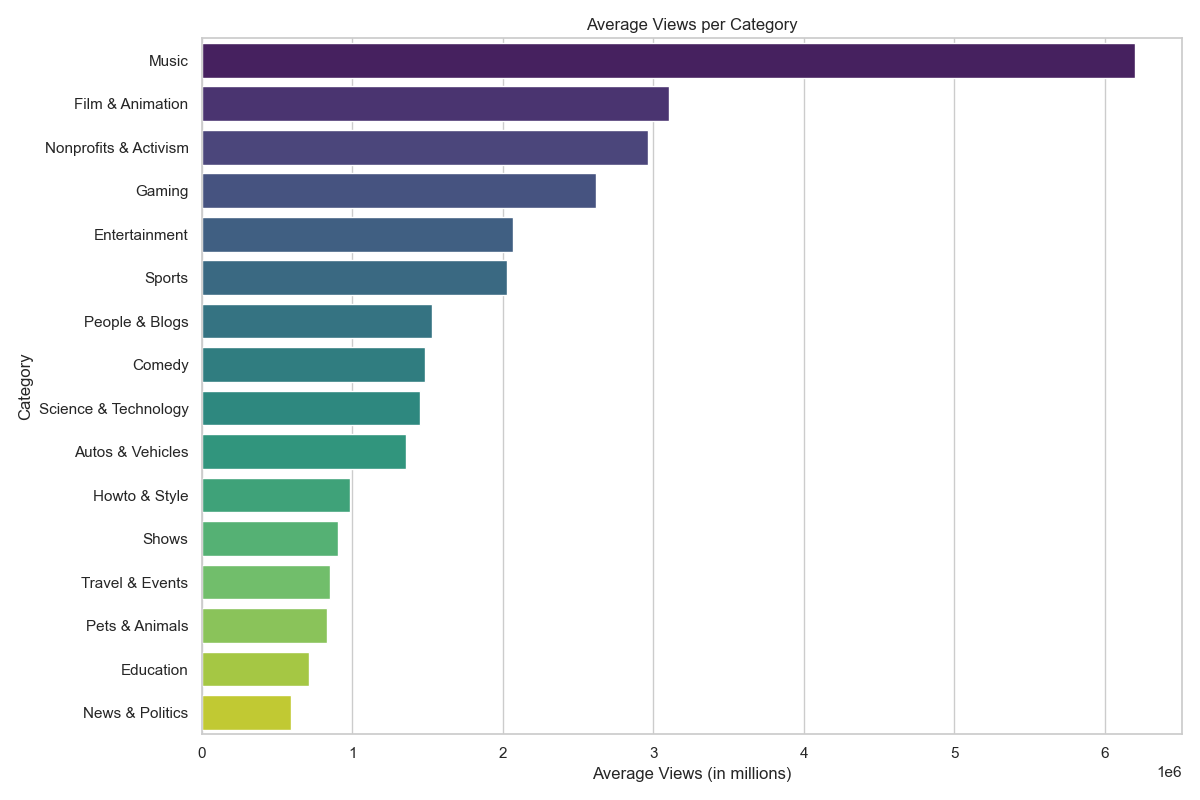 Average Views per Category
Category
Music
Film & Animation
Nonprofits & Activism
Gaming
Entertainment
Sports
People & Blogs
Comedy
Science & Technology
Autos & Vehicles
Howto & Style
Shows
Travel & Events
Pets & Animals
Education
News & Politics
0 1 2 3 4 5 6
1e6
Average Views (in millions)